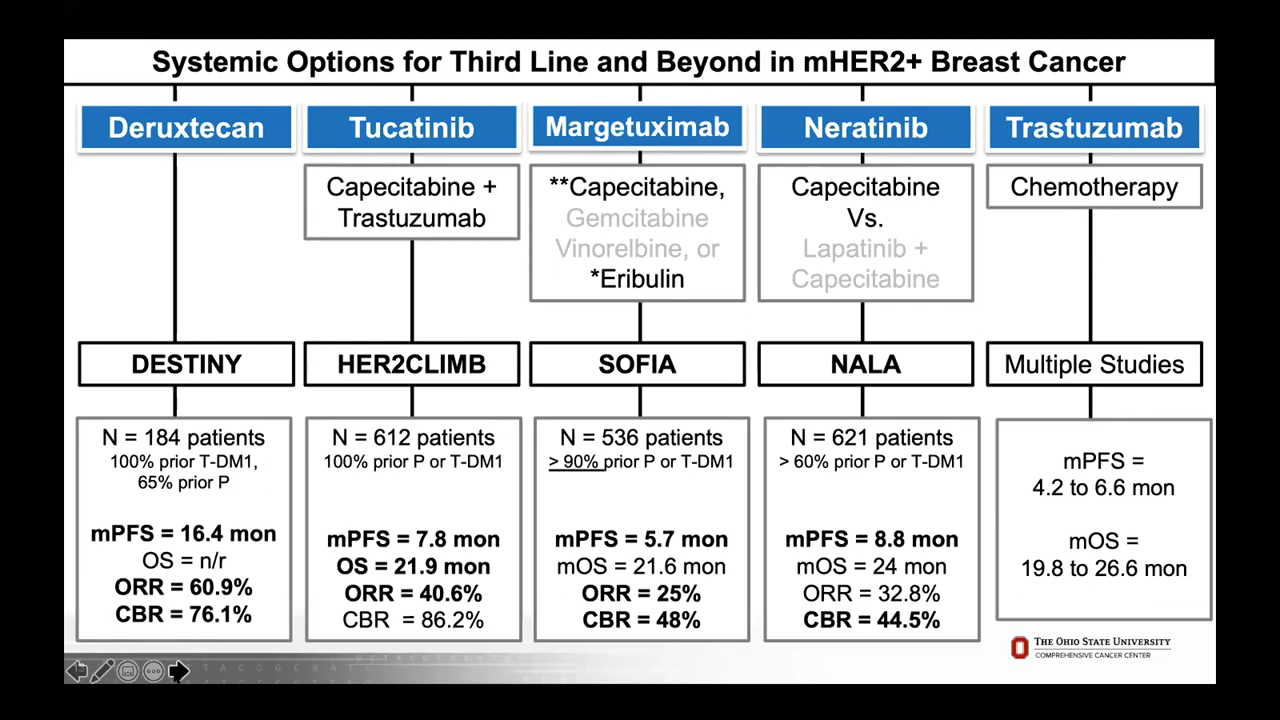 Systemic Options for Third Line and Beyond in mHER2+ Breast Cancer
Deruxtecan
Tucatinib
Margetuximab
Neratinib
Trastuzumab
Capecitabine +
Trastuzumab
**Capecitabine,
Gemcitabine
Vinorelbine, or
*Eribulin
Capecitabine
Vs.
Lapatinib +
Capecitabine
Chemotherapy
DESTINY
HER2CLIMB
SOFIA
NALA
Multiple Studies
N = 184 patients
100% prior T-DM1,
65% prior P
mPFS = 16.4 mon
OS = n/r
ORR = 60.9%
CBR = 76.1%
N = 612 patients
100% prior P or T-DM1
mPFS = 7.8 mon
OS = 21.9 mon
ORR = 40.6%
CBR = 86.2%
N = 536 patients
> 90% prior P or T-DM1
mPFS = 5.7 mon
mOS = 21.6 mon
ORR = 25%
CBR = 48%
N = 621 patients
> 60% prior P or T-DM1
mPFS = 8.8 mon
mOS = 24 mon
ORR = 32.8%
CBR = 44.5%
mPFS =
4.2 to 6.6 mon
mOS =
19.8 to 26.6 mon
THE OHIO STATE UNIVERSITY
COMPREHENSIVE CANCER CENTER